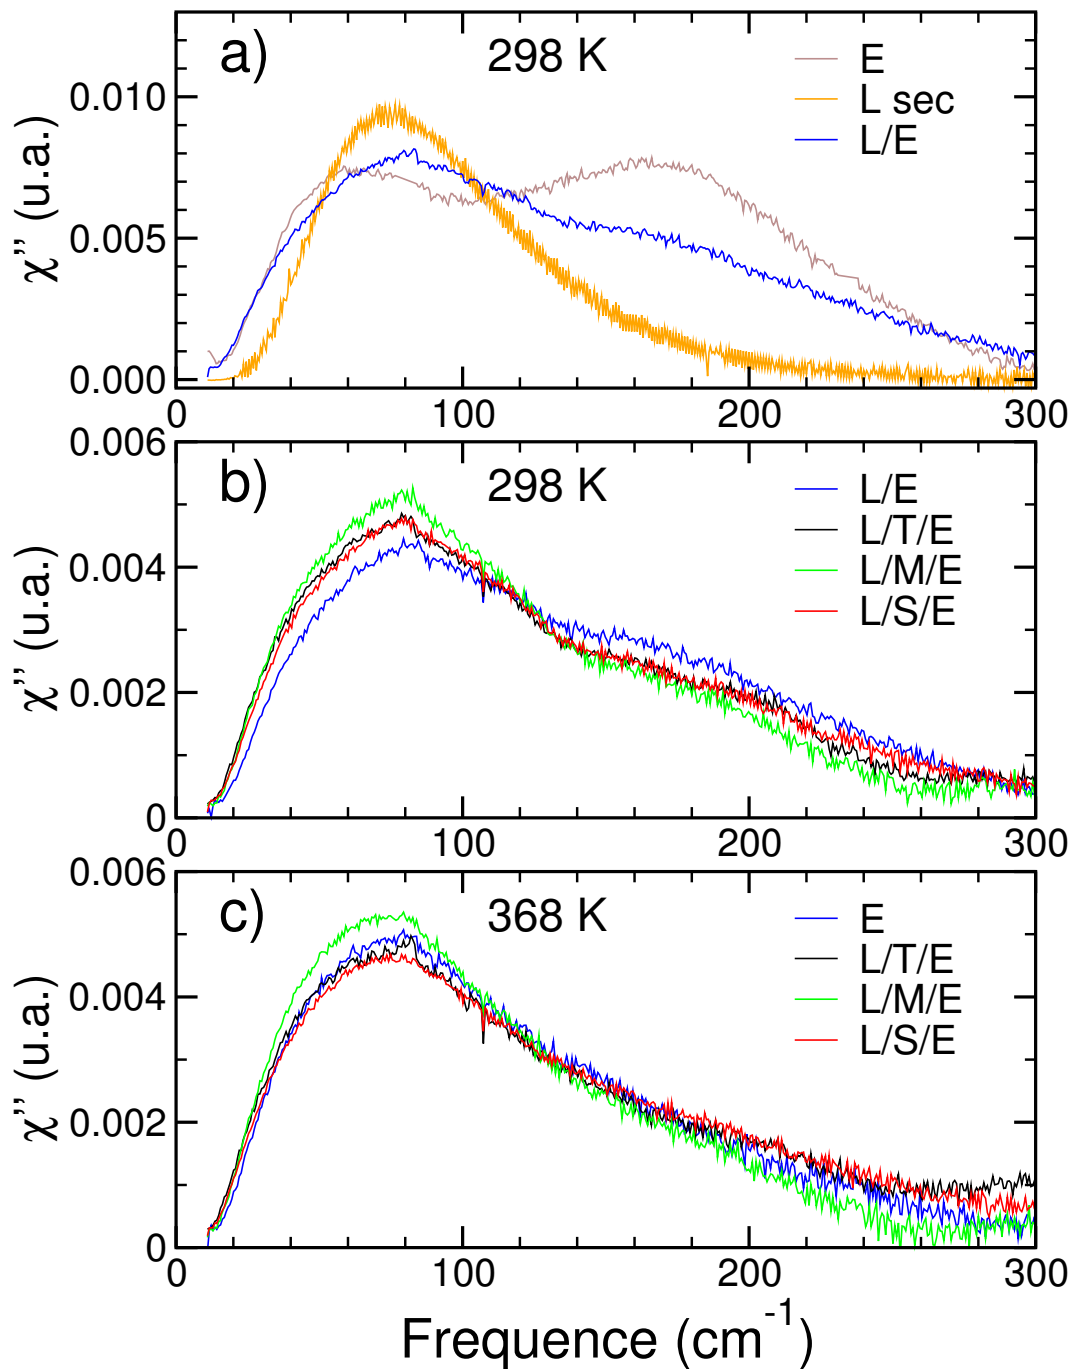 a)
298 K
E
L sec
L/E
χ’’ (u.a.)
0.010
0.005
0.000
0 100 200 300
b)
298 K
L/E
L/T/E
L/M/E
L/S/E
χ’’ (u.a.)
0.006
0.004
0.002
0
0 100 200 300
c)
368 K
E
L/T/E
L/M/E
L/S/E
χ’’ (u.a.)
0.006
0.004
0.002
0
0 100 200 300
Frequence (cm⁻¹)